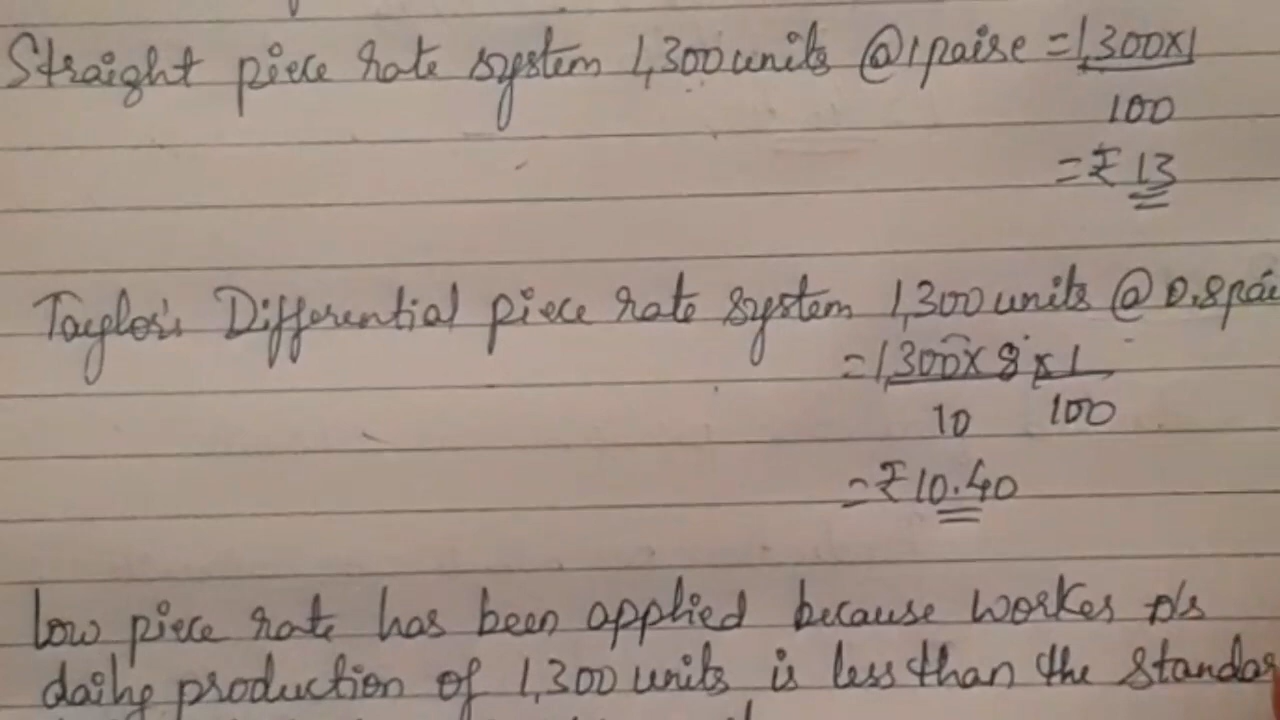 Straight piece rate system 1,300 units @ 1 paise = 1,300x1
100
= ₹ 13
Taylor's Differential piece rate system 1,300 units @ 0.8 pai
= 1,300 x 8 x 1
10 100
= ₹ 10.40
low piece rate has been applied because worker
daily production of 1,300 units is less than the standar